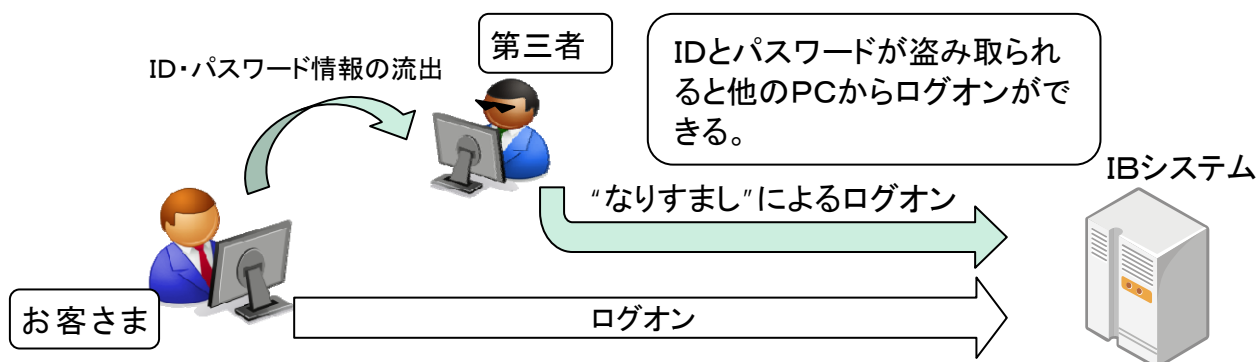 第三者
IDとパスワードが盗み取られ
ると他のPCからログオンがで
きる。
ID・パスワード情報の流出
IBシステム
“なりすまし”によるログオン
お客さま
ログオン